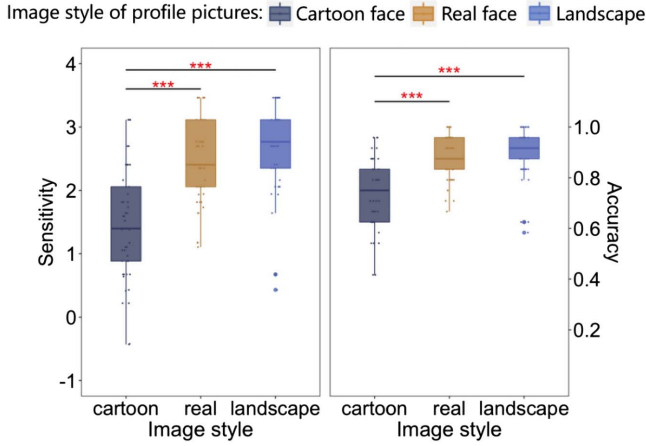 Image style of profile pictures: Cartoon face Real face Landscape
4
3
2
1
0
-1
Sensitivity
***
***
cartoon real landscape
Image style
***
***
1.0
0.8
0.6
0.4
0.2
Accuracy
cartoon real landscape
Image style